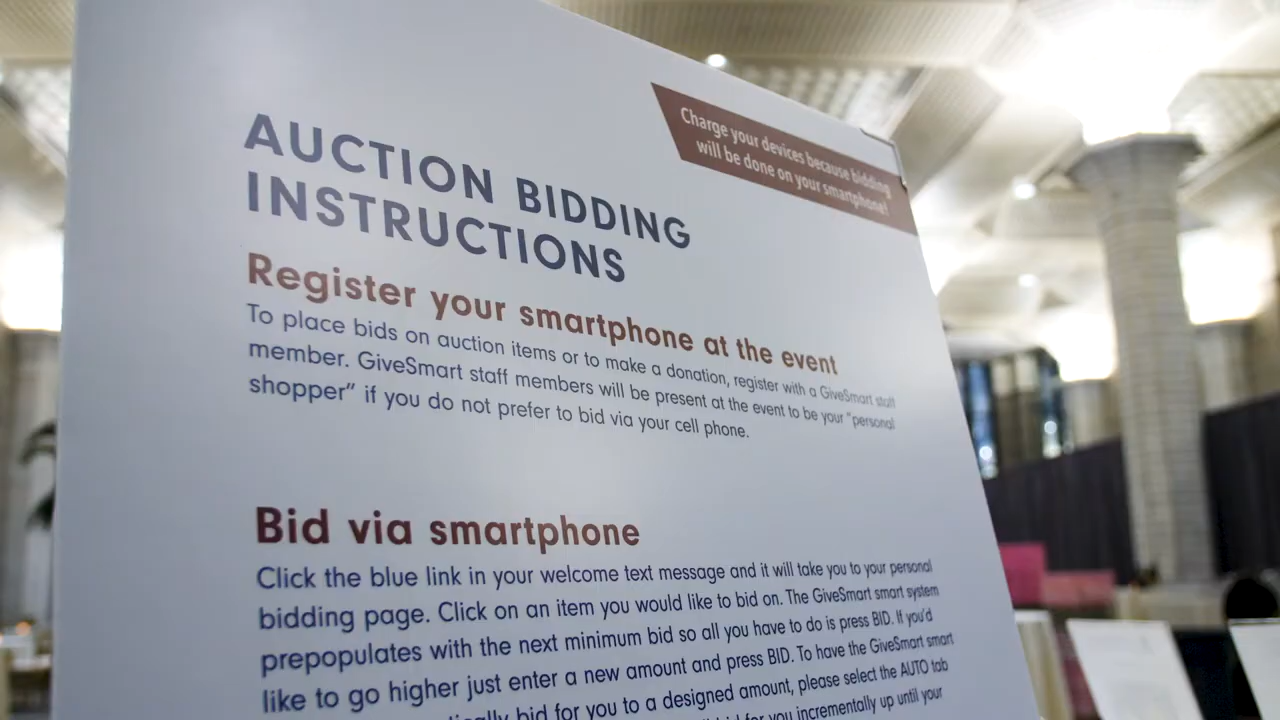 Charge your devices because bidding
will be done on your smartphone!
AUCTION BIDDING
INSTRUCTIONS
Register your smartphone at the event
To place bids on auction items or to make a donation, register with a GiveSmart staff
member. GiveSmart staff members will be present at the event to be your "personal
shopper" if you do not prefer to bid via your cell phone.
Bid via smartphone
Click the blue link in your welcome text message and it will take you to your personal
bidding page. Click on an item you would like to bid on. The GiveSmart smart system
prepopulates with the next minimum bid so all you have to do is press BID. If you'd
like to go higher just enter a new amount and press BID. To have the GiveSmart smart
bid for you to a designed amount, please select the AUTO tab
for you incrementally up until your